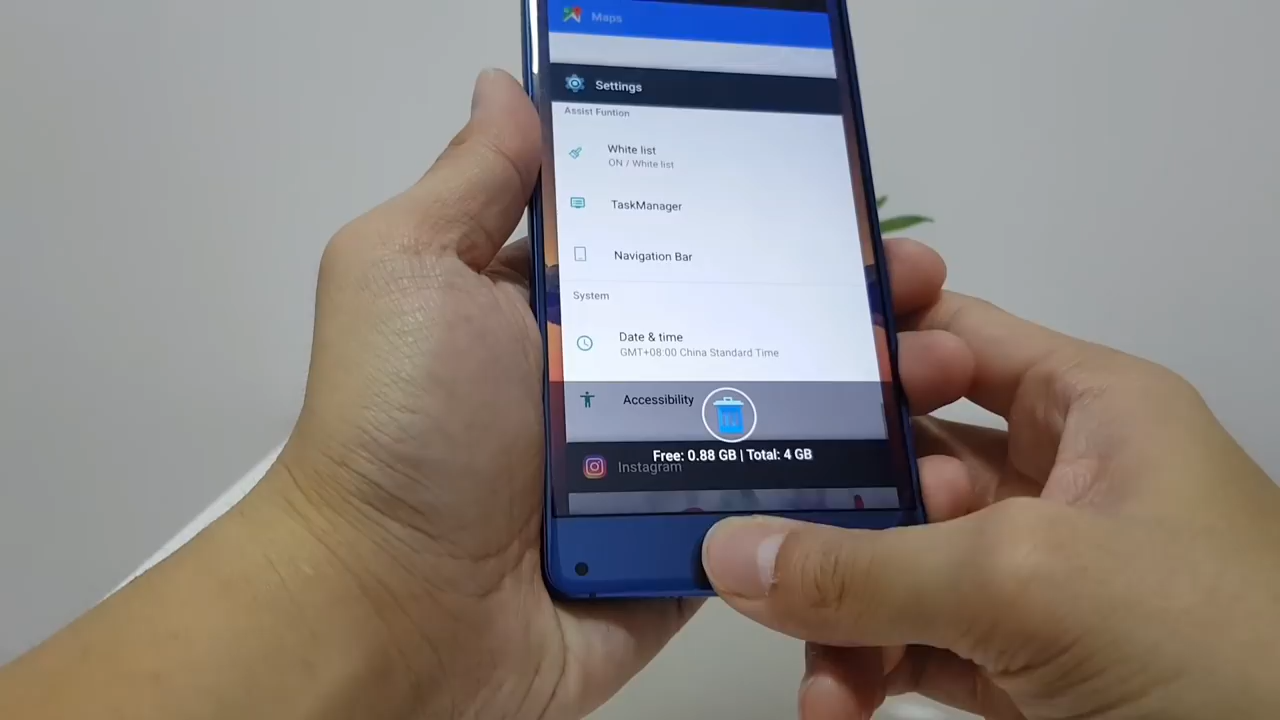 Maps
Settings
Assist Funtion
White list
ON / White list
TaskManager
Navigation Bar
System
Date & time
GMT+08:00 China Standard Time
Accessibility
Free: 0.88 GB | Total: 4 GB
Instagram